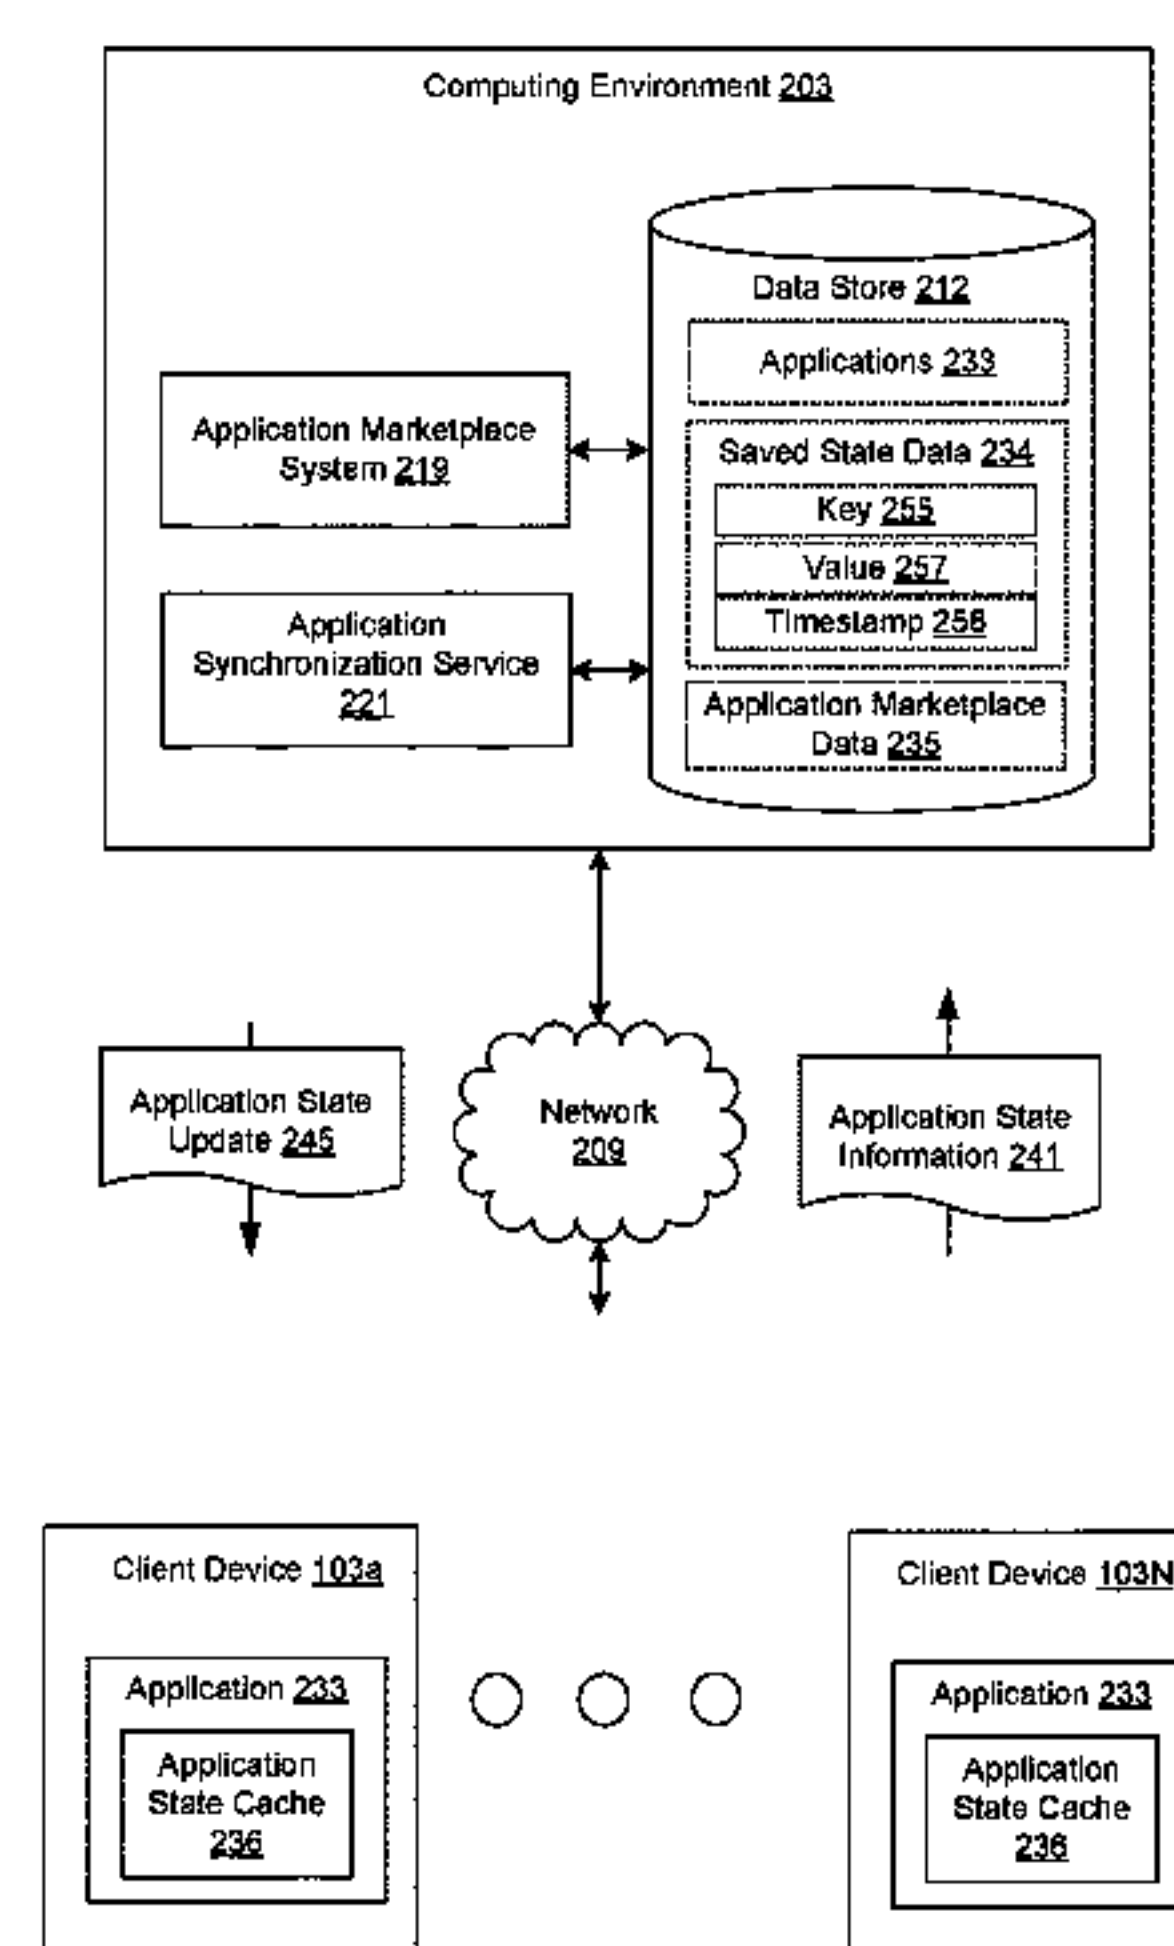 Computing Environment 203
Data Store 212
Applications 233
Application Marketplace
System 219
Saved State Data 234
Key 255
Value 257
Timestamp 258
Application
Synchronization Service
221
Application Marketplace
Data 235
Application State
Update 245
Network
209
Application State
Information 241
Client Device 103a
Application 233
Application
State Cache
236
Client Device 103N
Application 233
Application
State Cache
236